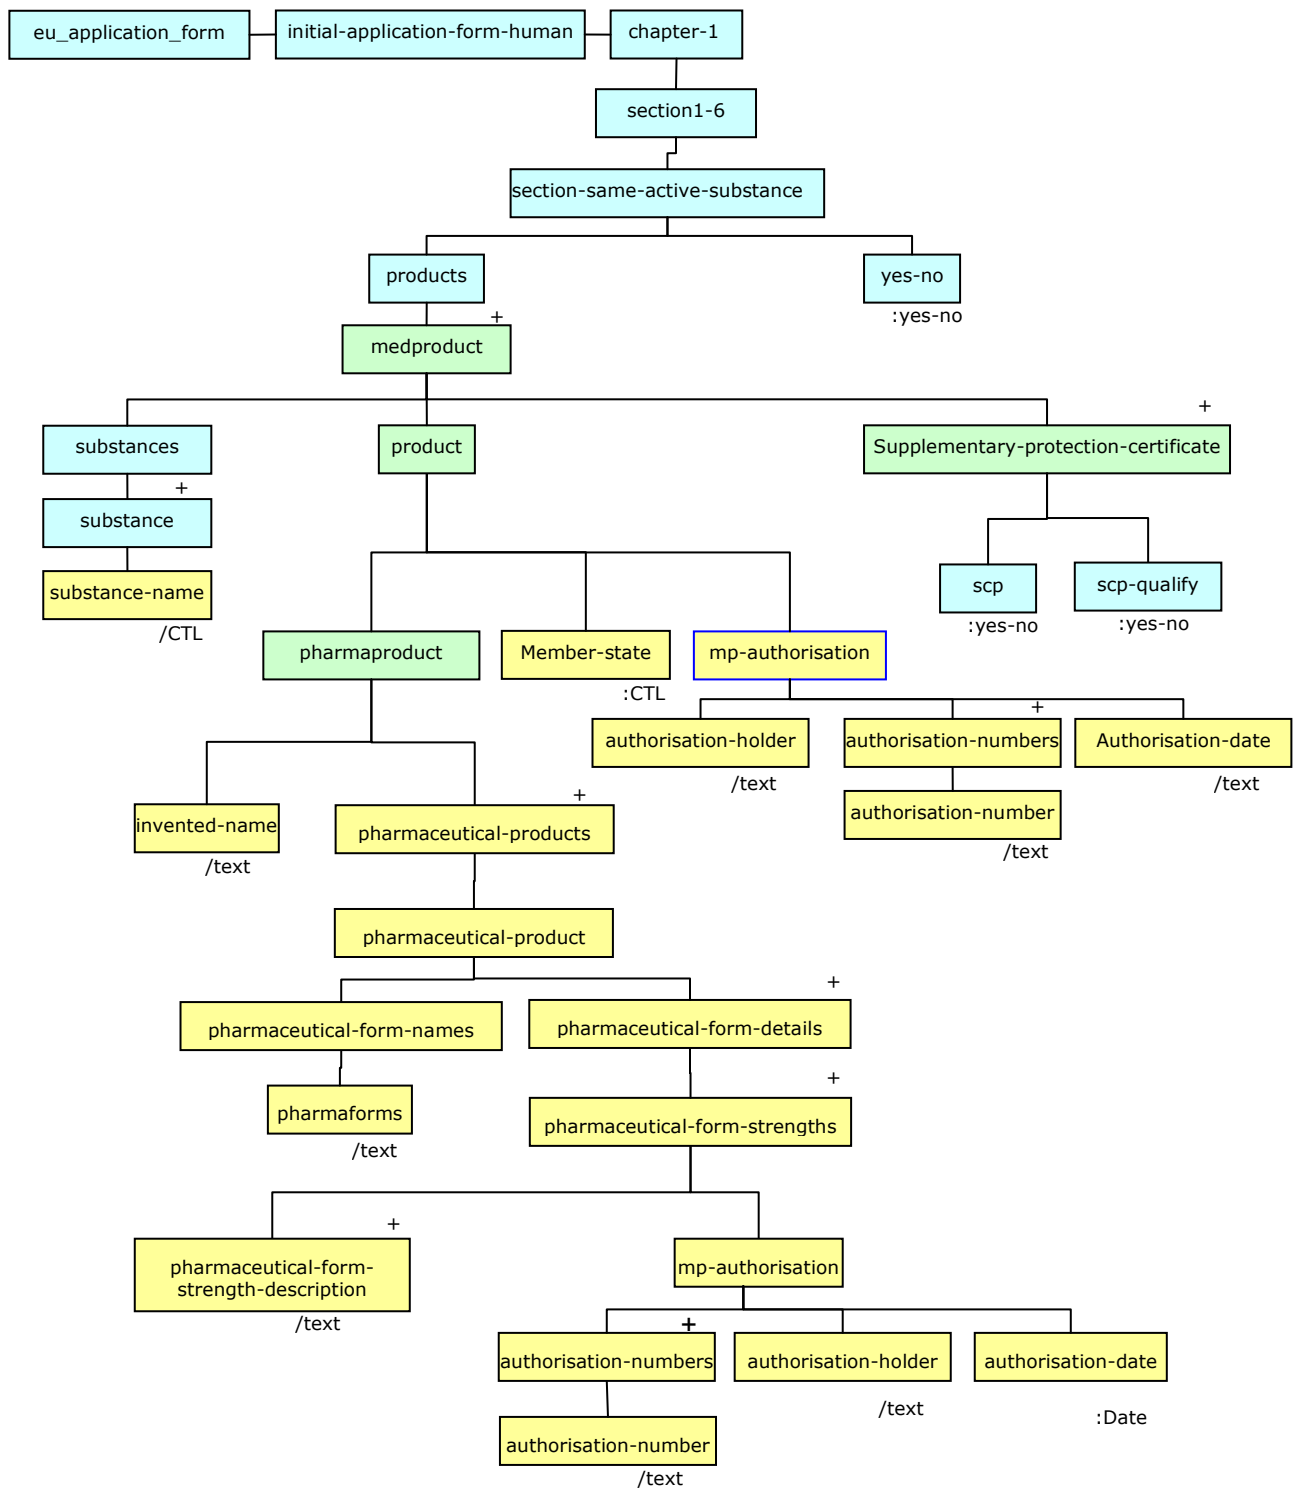 eu_application_form
initial-application-form-human
chapter-1
section1-6
section-same-active-substance
products
yes-no
:yes-no
+
medproduct
+
substances
product
Supplementary-protection-certificate
+
substance
substance-name
/CTL
scp
:yes-no
scp-qualify
:yes-no
pharmaproduct
Member-state
:CTL
mp-authorisation
+
authorisation-holder
/text
authorisation-numbers
Authorisation-date
/text
authorisation-number
/text
invented-name
/text
+
pharmaceutical-products
pharmaceutical-product
+
pharmaceutical-form-names
pharmaceutical-form-details
pharmaforms
/text
+
pharmaceutical-form-strengths
+
pharmaceutical-form-
strength-description
/text
mp-authorisation
+
authorisation-numbers
authorisation-holder
/text
authorisation-date
:Date
authorisation-number
/text